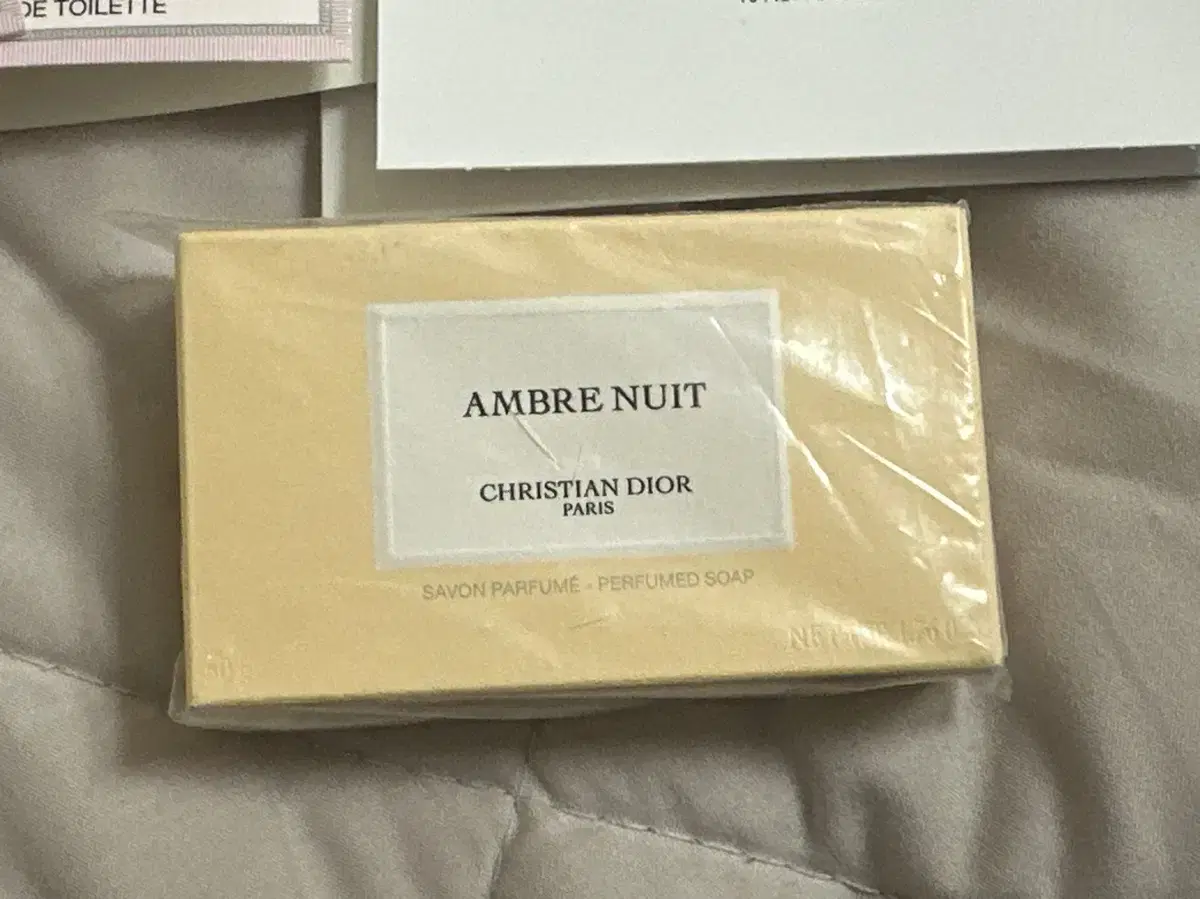 DE TOILETTE
AMBRE NUIT
CHRISTIAN DIOR
PARIS
SAVON PARFUMÉ - PERFUMED SOAP